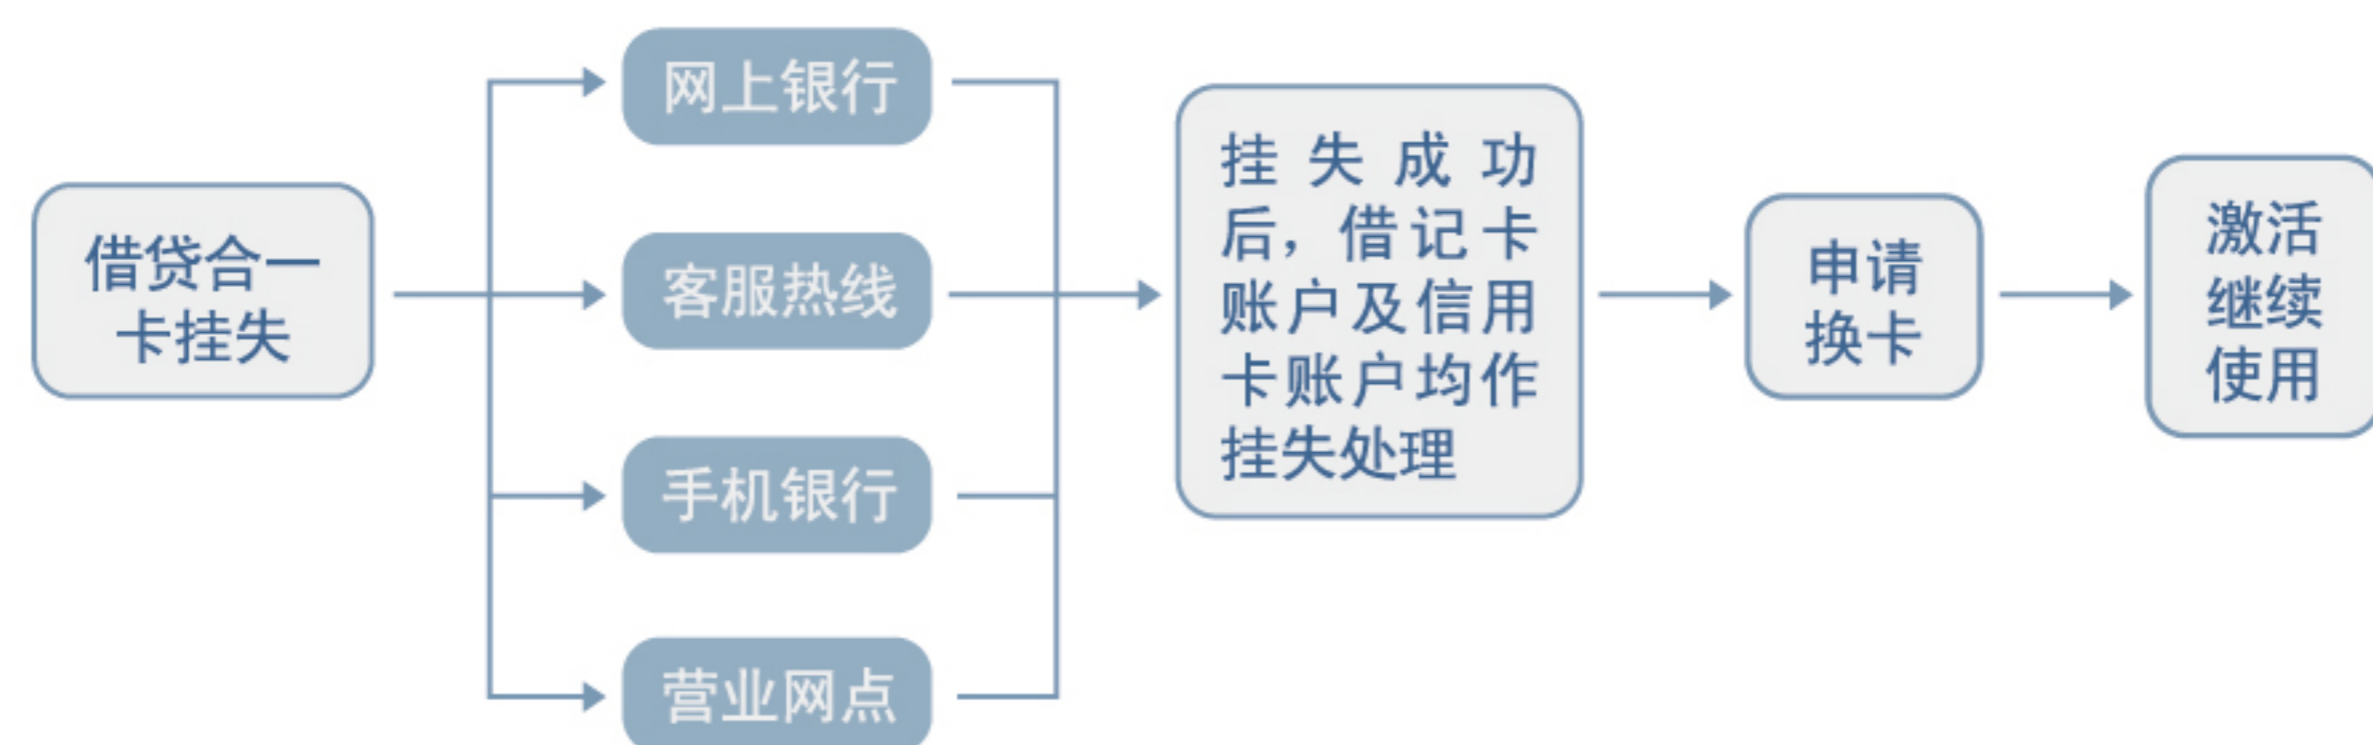 借贷合一
卡挂失
网上银行
客服热线
手机银行
营业网点
挂失成功
后，借记卡
账户及信用
卡账户均作
挂失处理
申请
换卡
激活
继续
使用